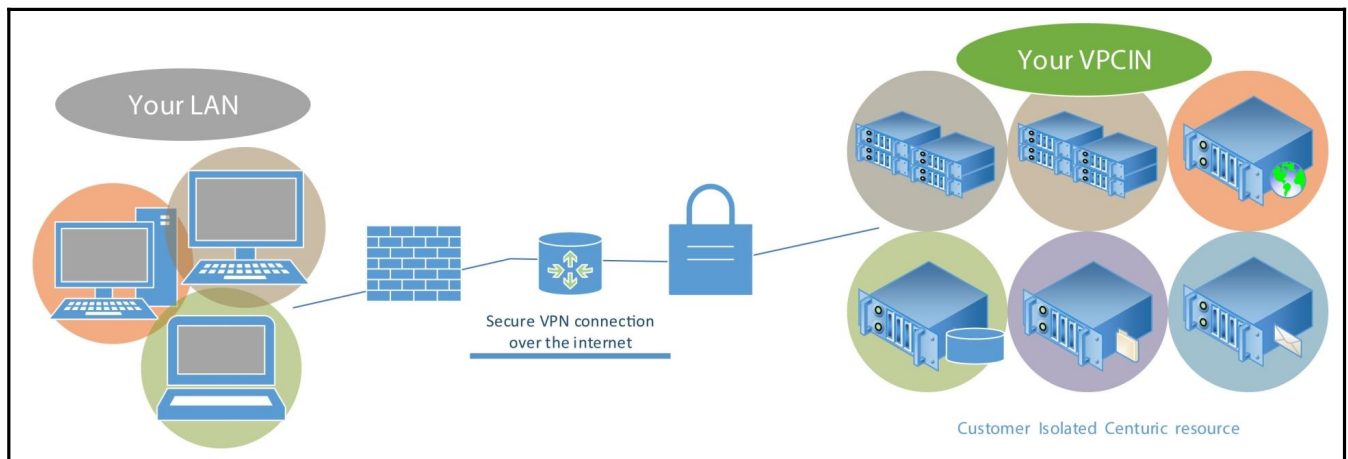 Your LAN
Your VPCIN
Secure VPN connection
over the internet
Customer Isolated Centuric resource